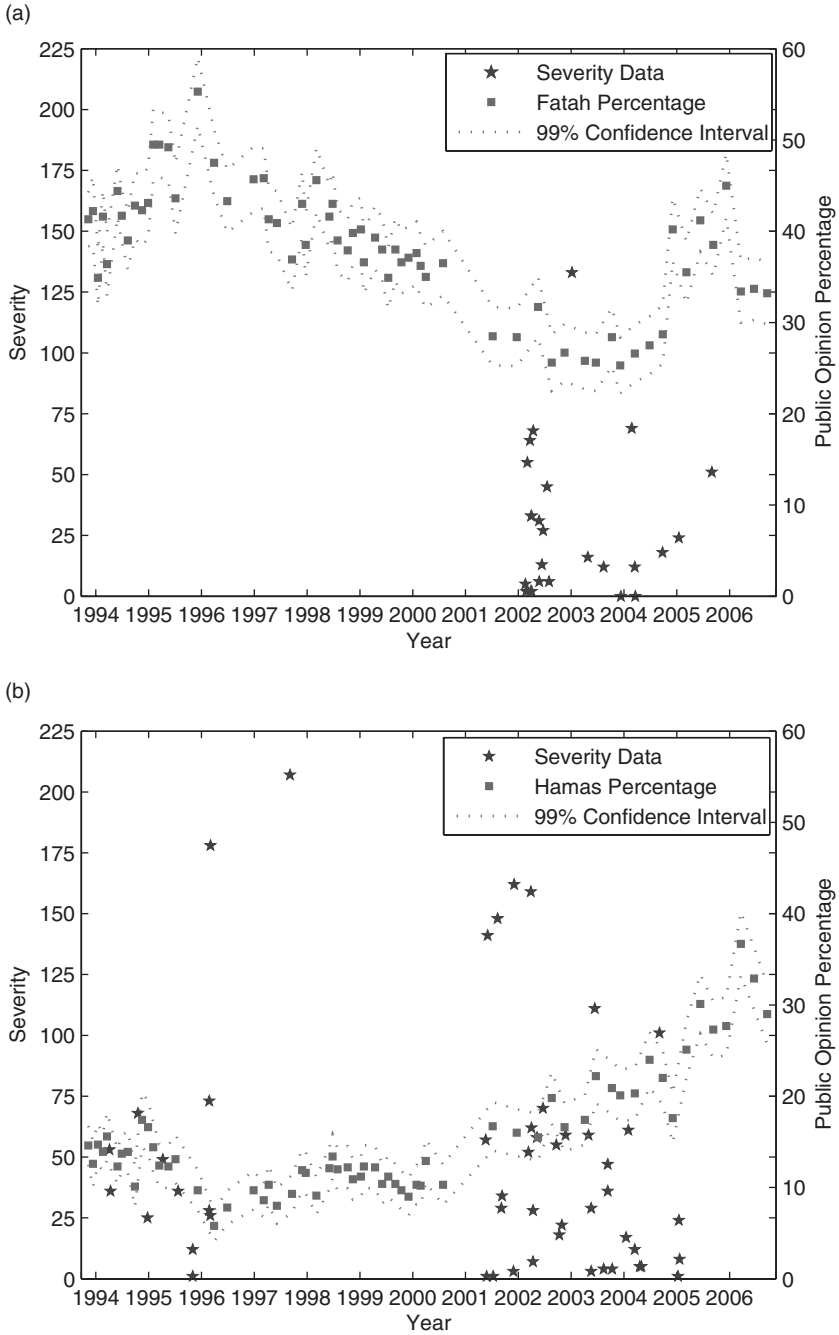 (a)
225
200
175
150
125
100
75
50
25
0
Severity
60
50
40
30
20
10
0
Public Opinion Percentage
Severity Data
Fatah Percentage
99% Confidence Interval
1994 1995 1996 1997 1998 1999 2000 2001 2002 2003 2004 2005 2006
Year
(b)
225
200
175
150
125
100
75
50
25
0
Severity
60
50
40
30
20
10
0
Public Opinion Percentage
Severity Data
Hamas Percentage
99% Confidence Interval
1994 1995 1996 1997 1998 1999 2000 2001 2002 2003 2004 2005 2006
Year